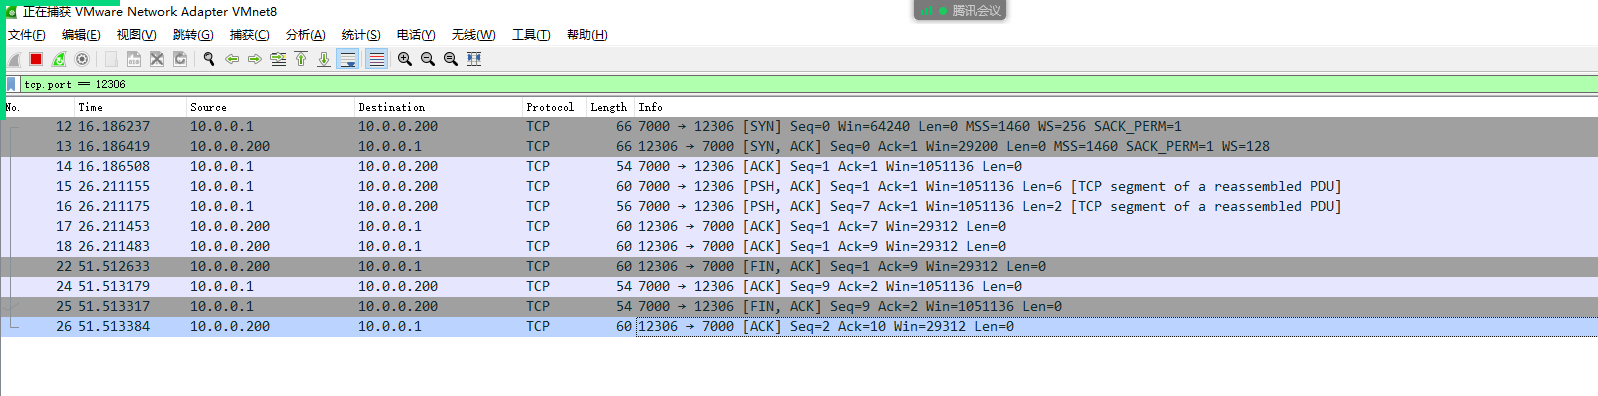 正在捕获 VMware Network Adapter VMnet8
腾讯会议
文件(F) 编辑(E) 视图(V) 跳转(G) 捕获(C) 分析(A) 统计(S) 电话(Y) 无线(W) 工具(T) 帮助(H)
tcp.port == 12306
No. Time Source Destination Protocol Length Info
12 16.186237 10.0.0.1 10.0.0.200 TCP 66 7000 → 12306 [SYN] Seq=0 Win=64240 Len=0 MSS=1460 WS=256 SACK_PERM=1
13 16.186419 10.0.0.200 10.0.0.1 TCP 66 12306 → 7000 [SYN, ACK] Seq=0 Ack=1 Win=29200 Len=0 MSS=1460 SACK_PERM=1 WS=128
14 16.186508 10.0.0.1 10.0.0.200 TCP 54 7000 → 12306 [ACK] Seq=1 Ack=1 Win=1051136 Len=0
15 26.211155 10.0.0.1 10.0.0.200 TCP 60 7000 → 12306 [PSH, ACK] Seq=1 Ack=1 Win=1051136 Len=6 [TCP segment of a reassembled PDU]
16 26.211175 10.0.0.1 10.0.0.200 TCP 56 7000 → 12306 [PSH, ACK] Seq=7 Ack=1 Win=1051136 Len=2 [TCP segment of a reassembled PDU]
17 26.211453 10.0.0.200 10.0.0.1 TCP 60 12306 → 7000 [ACK] Seq=1 Ack=7 Win=29312 Len=0
18 26.211483 10.0.0.200 10.0.0.1 TCP 60 12306 → 7000 [ACK] Seq=1 Ack=9 Win=29312 Len=0
22 51.512633 10.0.0.200 10.0.0.1 TCP 60 12306 → 7000 [FIN, ACK] Seq=1 Ack=9 Win=29312 Len=0
24 51.513179 10.0.0.1 10.0.0.200 TCP 54 7000 → 12306 [ACK] Seq=9 Ack=2 Win=1051136 Len=0
25 51.513317 10.0.0.1 10.0.0.200 TCP 54 7000 → 12306 [FIN, ACK] Seq=9 Ack=2 Win=1051136 Len=0
26 51.513384 10.0.0.200 10.0.0.1 TCP 60 12306 → 7000 [ACK] Seq=2 Ack=10 Win=29312 Len=0